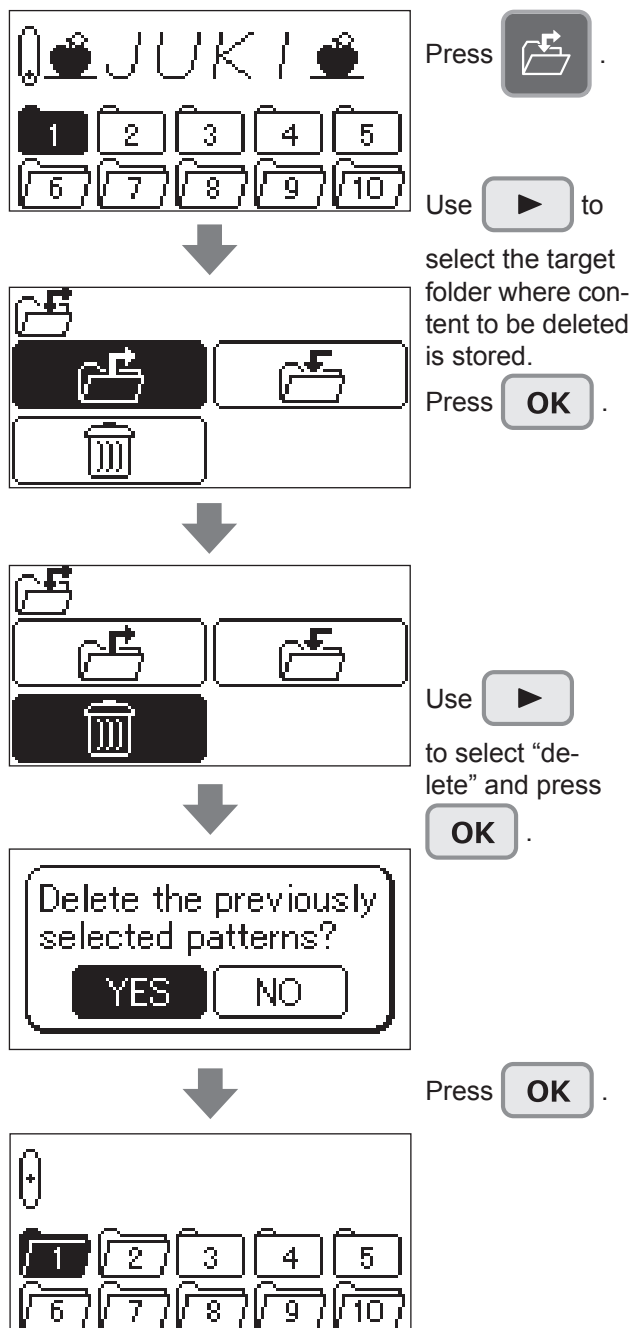 JUKI
Press .
1 2 3 4 5
6 7 8 9 10
Use to
select the target
folder where con-
tent to be deleted
is stored.
Press OK .
Use
to select “de-
lete” and press
OK .
Delete the previously
selected patterns?
YES NO
Press OK .
1 2 3 4 5
6 7 8 9 10